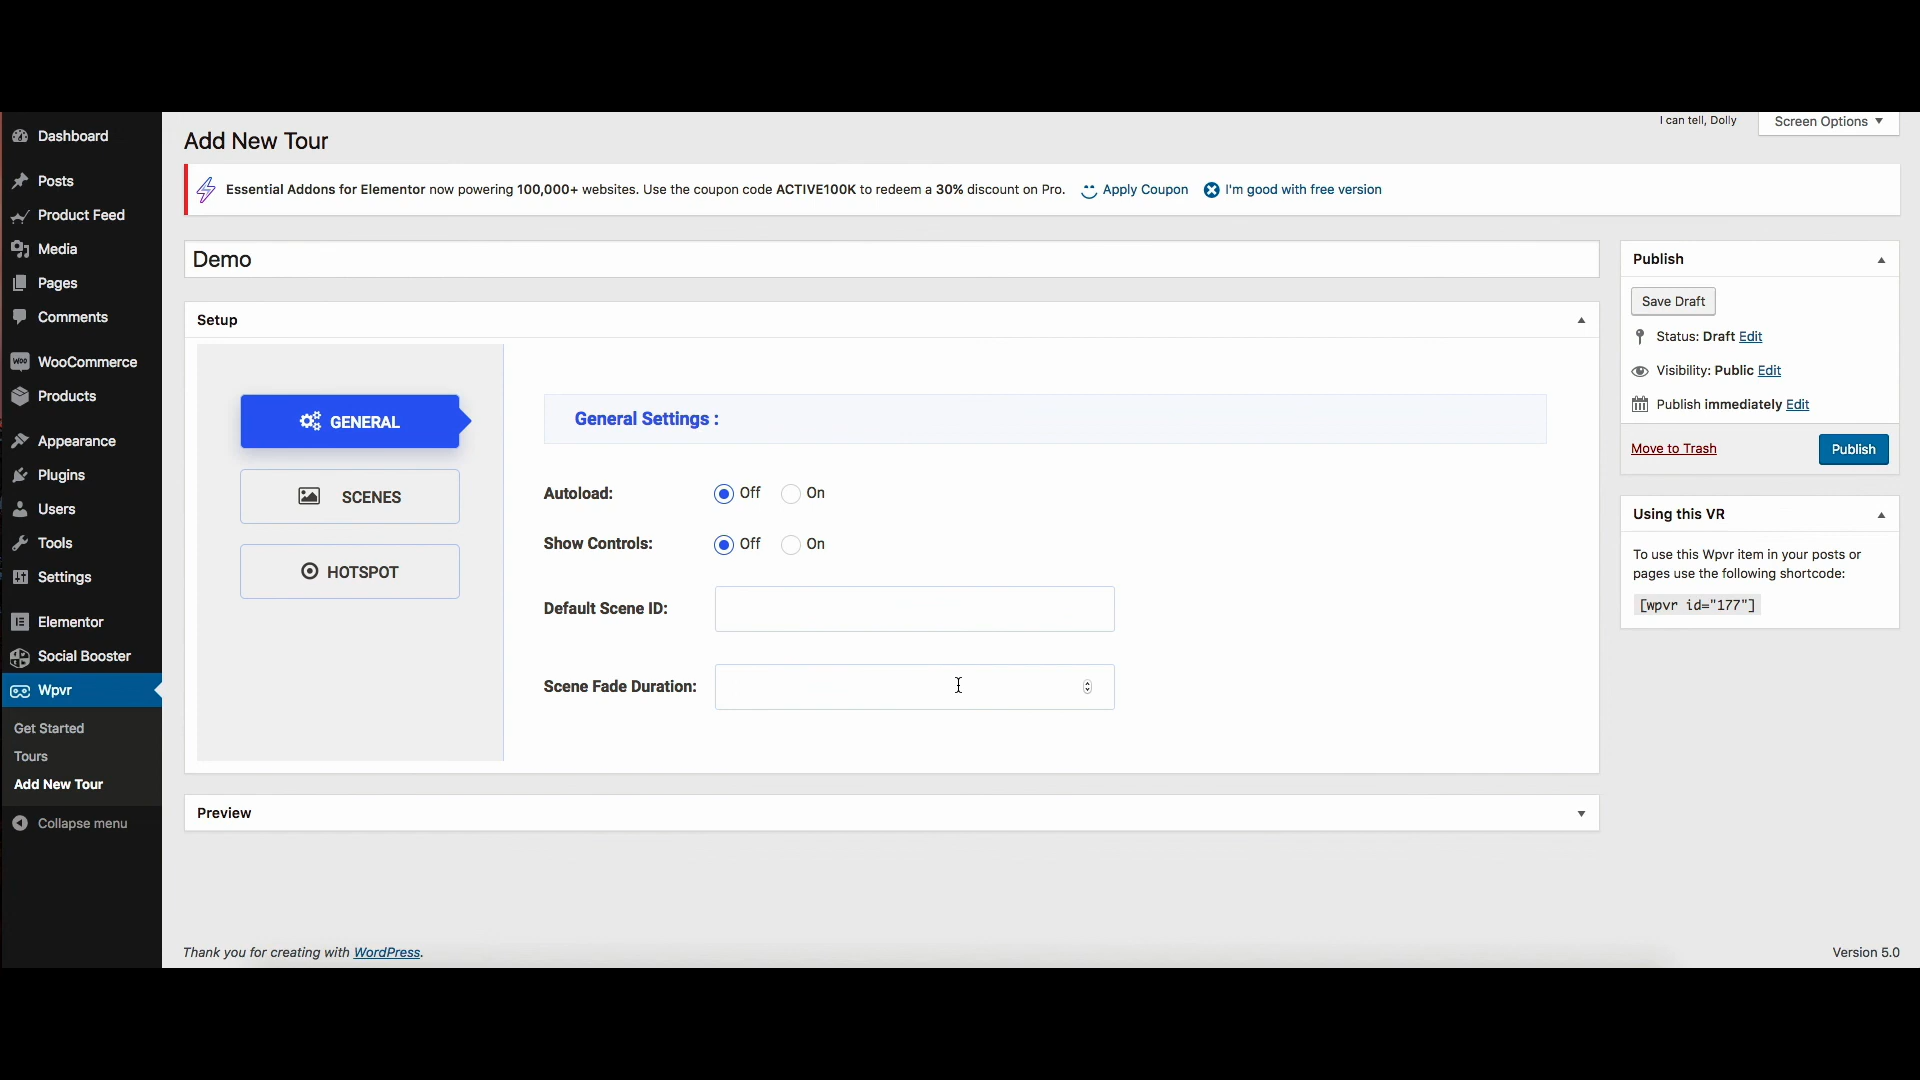 I can tell, Dolly
Screen Options
Add New Tour
Essential Addons for Elementor now powering 100,000+ websites. Use the coupon code ACTIVE100K to redeem a 30% discount on Pro. Apply Coupon I'm good with free version
Dashboard
Posts
Product Feed
Media
Pages
Comments
WooCommerce
Products
Appearance
Plugins
Users
Tools
Settings
Elementor
Social Booster
Wpvr
Get Started
Tours
Add New Tour
Collapse menu
Demo
Setup
GENERAL
SCENES
HOTSPOT
General Settings :
Autoload: Off On
Show Controls: Off On
Default Scene ID:
Scene Fade Duration:
Preview
Publish
Save Draft
Status: Draft Edit
Visibility: Public Edit
Publish immediately Edit
Move to Trash Publish
Using this VR
To use this Wpvr item in your posts or
pages use the following shortcode:
[wpvr id="177"]
Thank you for creating with WordPress.
Version 5.0